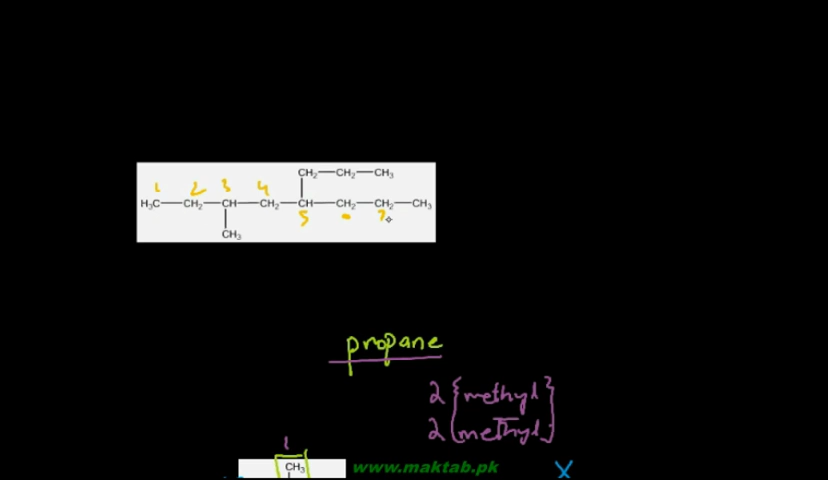 CH₂—CH₂—CH₃
1 2 3 4
H₃C—CH₂—CH—CH₂—CH—CH₂—CH₂—CH₃
5 7
CH₃
propane
2 { methyl }
2 { methyl }
1
CH₃
www.maktab.pk
X